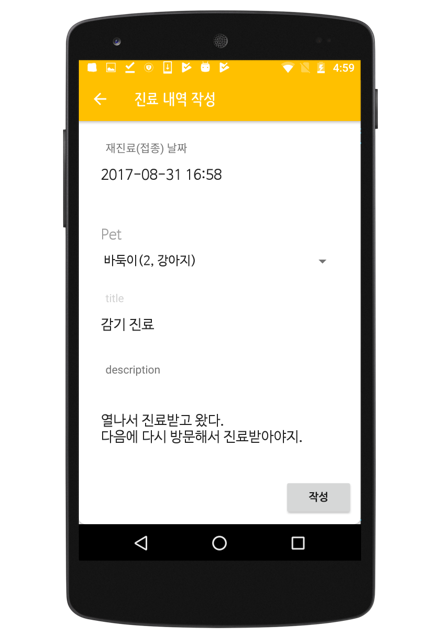 4:59
진료 내역 작성
재진료(접종) 날짜
2017-08-31 16:58
Pet
바둑이(2, 강아지)
title
감기 진료
description
열나서 진료받고 왔다.
다음에 다시 방문해서 진료받아야지.
작성